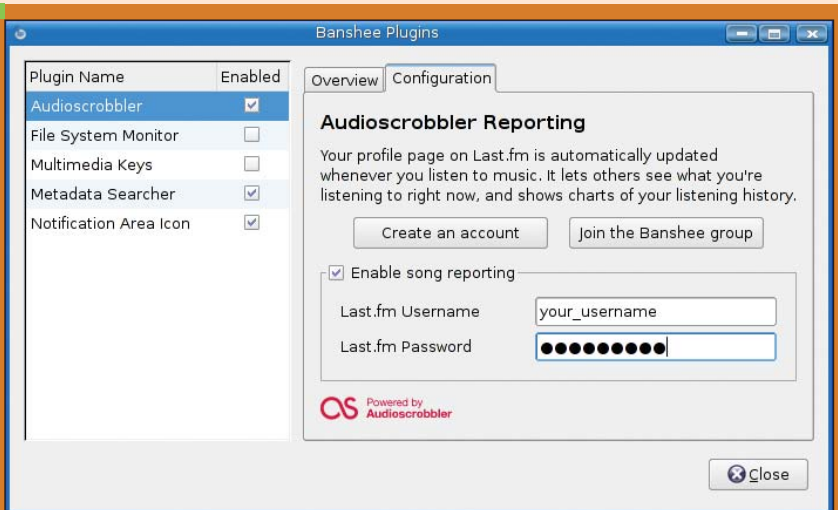 Banshee Plugins
Plugin Name Enabled
Audioscrobbler
File System Monitor
Multimedia Keys
Metadata Searcher
Notification Area Icon
Overview Configuration
Audioscrobbler Reporting
Your profile page on Last.fm is automatically updated
whenever you listen to music. It lets others see what you're
listening to right now, and shows charts of your listening history.
Create an account Join the Banshee group
Enable song reporting
Last.fm Username your_username
Last.fm Password ●●●●●●●●●
as Powered by
Audioscrobbler
Close